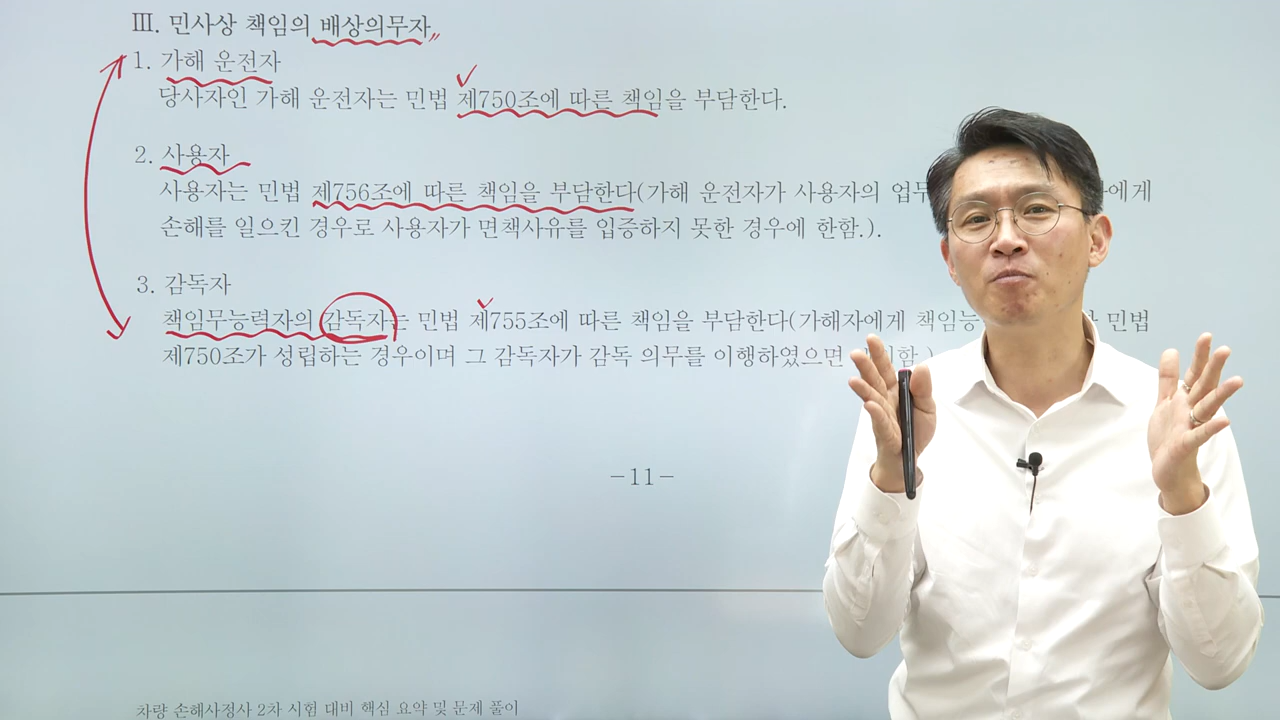 Ⅲ. 민사상 책임의 배상의무자
1. 가해 운전자
당사자인 가해 운전자는 민법 제750조에 따른 책임을 부담한다.
2. 사용자
사용자는 민법 제756조에 따른 책임을 부담한다(가해 운전자가 사용자의 에게
손해를 일으킨 경우로 사용자가 면책사유를 입증하지 못한 경우에 한함.).
3. 감독자
책임무능력자의 감독자는 민법 제755조에 따른 책임을 부담한다(가해자에게 민법
제750조가 성립하는 경우이며 그 감독자가 감독 의무를 이행하였으면
-11-
차량 손해사정사 2차 시험 대비 핵심 요약 및 문제 풀이